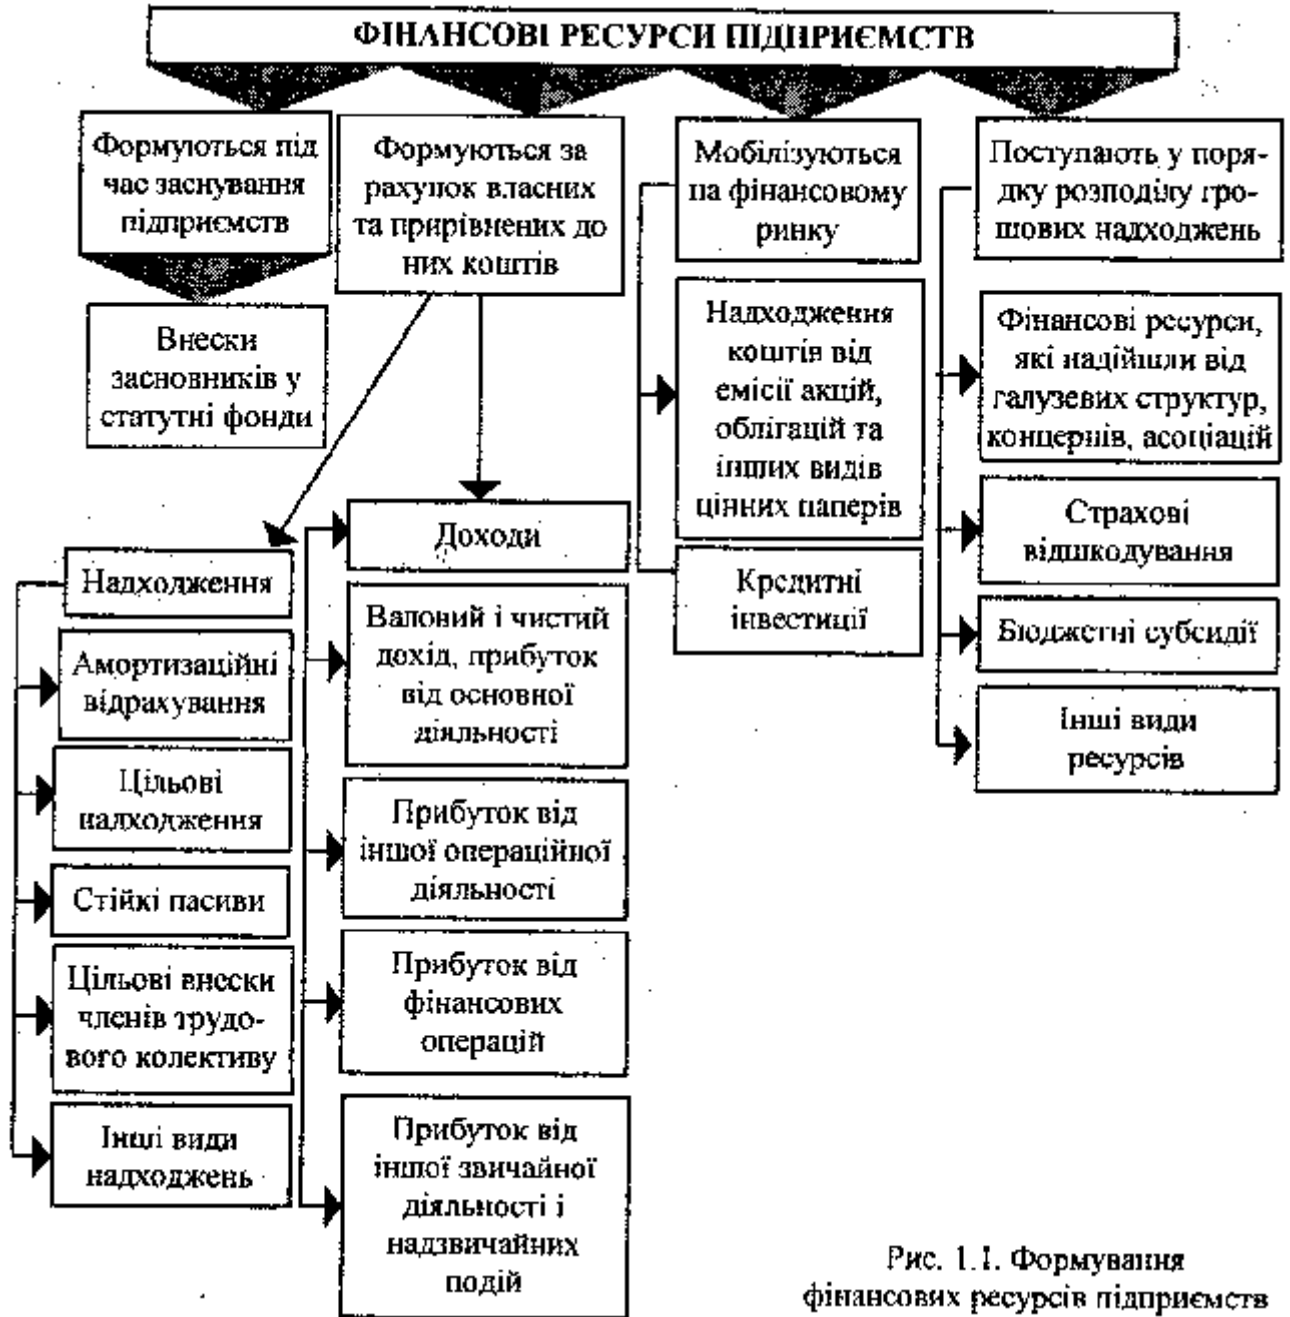 ФІНАНСОВІ РЕСУРСИ ПІДПРИЄМСТВ
Формуються під
час заснування
підприємств
Внески
засновників у
статутні фонди
Формуються за
рахунок власних
та прирівнених до
них коштів
Надходження
Амортизаційні
відрахування
Цільові
надходження
Стійкі пасиви
Цільові внески
членів трудо-
вого колективу
Інші види
надходжень
Доходи
Валовий і чистий
дохід, прибуток
від основної
діяльності
Прибуток від
іншої операційної
діяльності
Прибуток від
фінансових
операцій
Прибуток від
іншої звичайної
діяльності і
надзвичайних
подій
Мобілізуються
на фінансовому
ринку
Надходження
коштів від
емісії акцій,
облігацій та
інших видів
цінних паперів
Кредитні
інвестиції
Поступають у поря-
дку розподілу гро-
шових надходжень
Фінансові ресурси,
які надійшли від
галузевих структур,
концернів, асоціацій
Страхові
відшкодування
Бюджетні субсидії
Інші види
ресурсів
Рис. 1.1. Формування
фінансових ресурсів підприємств